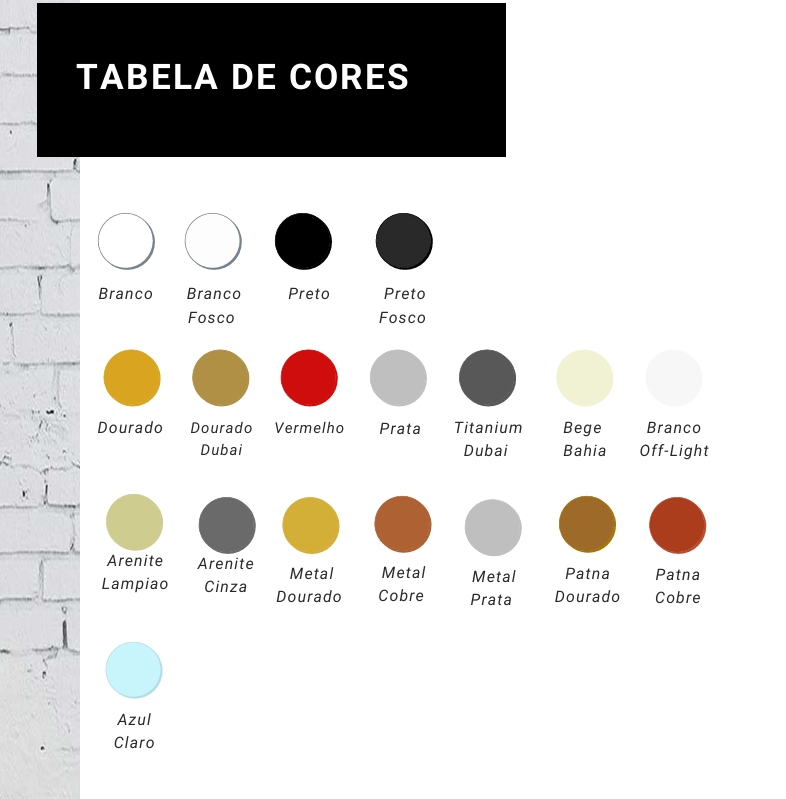 TABELA DE CORES
Branco
Branco
Fosco
Preto
Preto
Fosco
Dourado
Dourado
Dubai
Vermelho
Prata
Titanium
Dubai
Bege
Bahia
Branco
Off-Light
Arenite
Lampiao
Arenite
Cinza
Metal
Dourado
Metal
Cobre
Metal
Prata
Patna
Dourado
Patna
Cobre
Azul
Claro